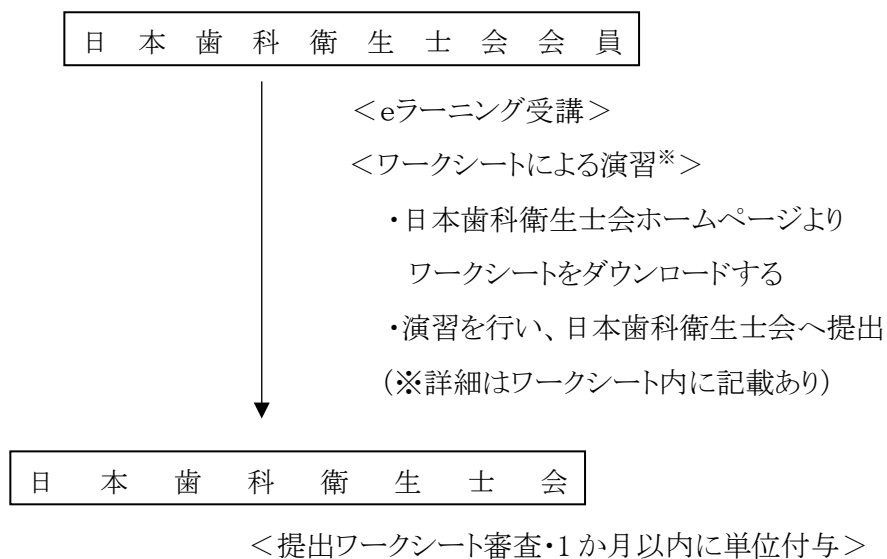 日本歯科衛生士会会員
＜eラーニング受講＞
＜ワークシートによる演習※＞
・日本歯科衛生士会ホームページより
ワークシートをダウンロードする
・演習を行い、日本歯科衛生士会へ提出
（※詳細はワークシート内に記載あり）
日本歯科衛生士会
＜提出ワークシート審査・1か月以内に単位付与＞